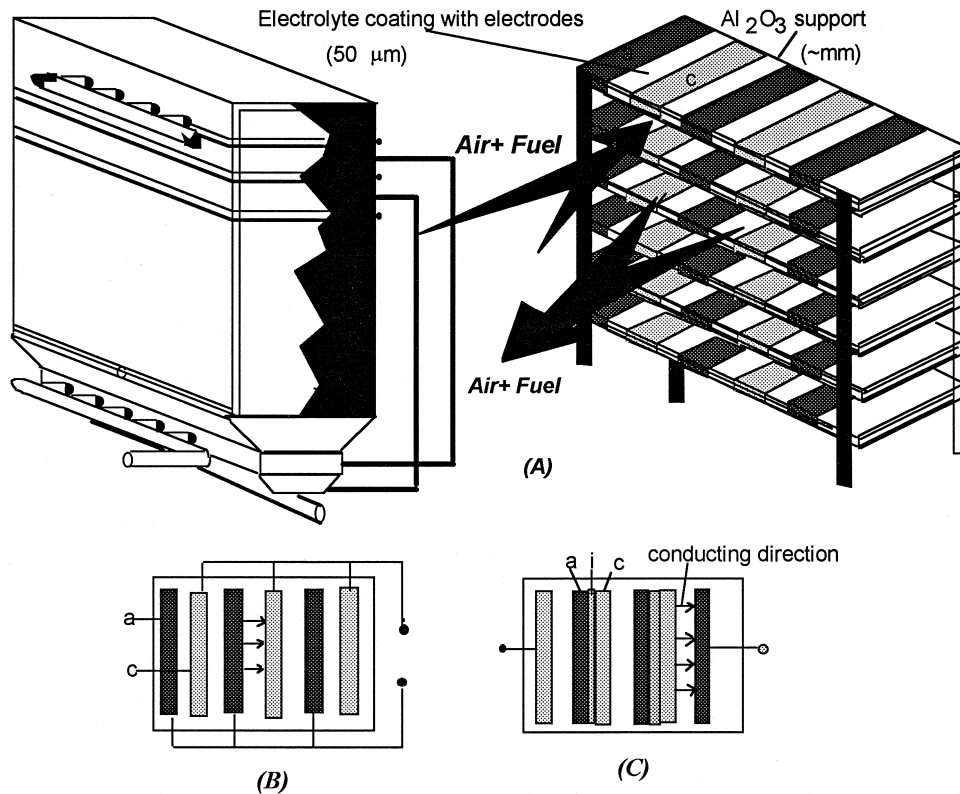 Electrolyte coating with electrodes
(50 μm)
Al2O3 support
(~mm)
a
c
Air+ Fuel
Air+ Fuel
(A)
a
c
(B)
a i c
conducting direction
(C)